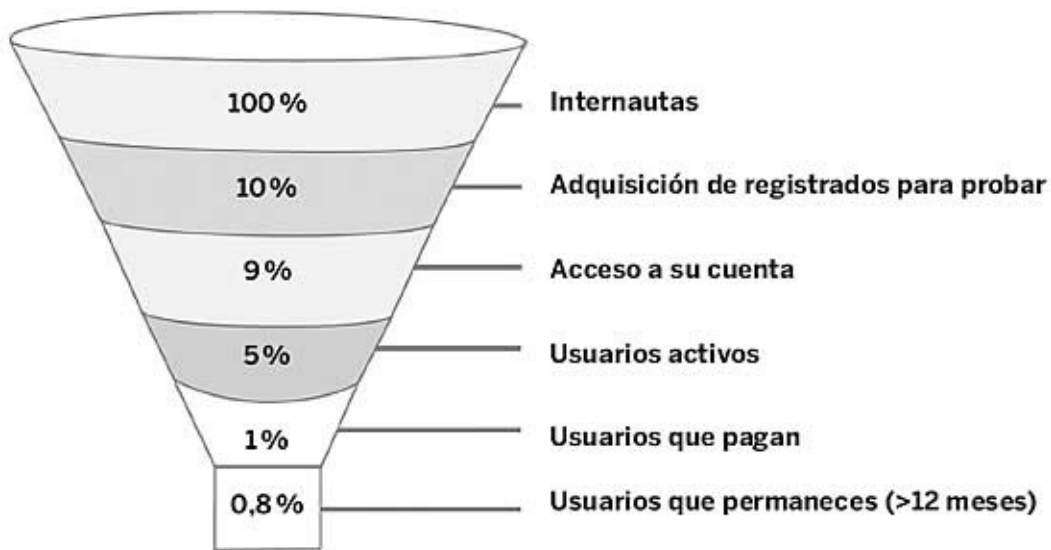 100 % Internautas
10 % Adquisición de registrados para probar
9 % Acceso a su cuenta
5 % Usuarios activos
1 % Usuarios que pagan
0,8 % Usuarios que permaneces (>12 meses)